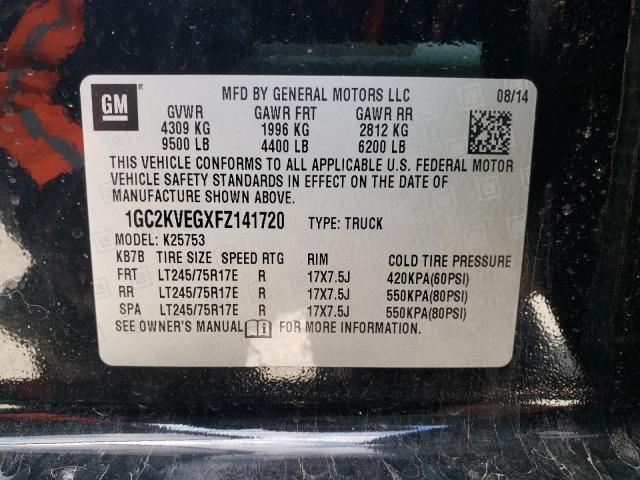 GM
MFD BY GENERAL MOTORS LLC 08/14
GVWR GAWR FRT GAWR RR
4309 KG 1996 KG 2812 KG
9500 LB 4400 LB 6200 LB
THIS VEHICLE CONFORMS TO ALL APPLICABLE U.S. FEDERAL MOTOR
VEHICLE SAFETY STANDARDS IN EFFECT ON THE DATE OF
MANUFACTURE SHOWN ABOVE.
1GC2KVEGXFZ141720 TYPE: TRUCK
MODEL: K25753
KB7B TIRE SIZE SPEED RTG RIM COLD TIRE PRESSURE
FRT LT245/75R17E R 17X7.5J 420KPA(60PSI)
RR LT245/75R17E R 17X7.5J 550KPA(80PSI)
SPA LT245/75R17E R 17X7.5J 550KPA(80PSI)
SEE OWNER'S MANUAL FOR MORE INFORMATION.